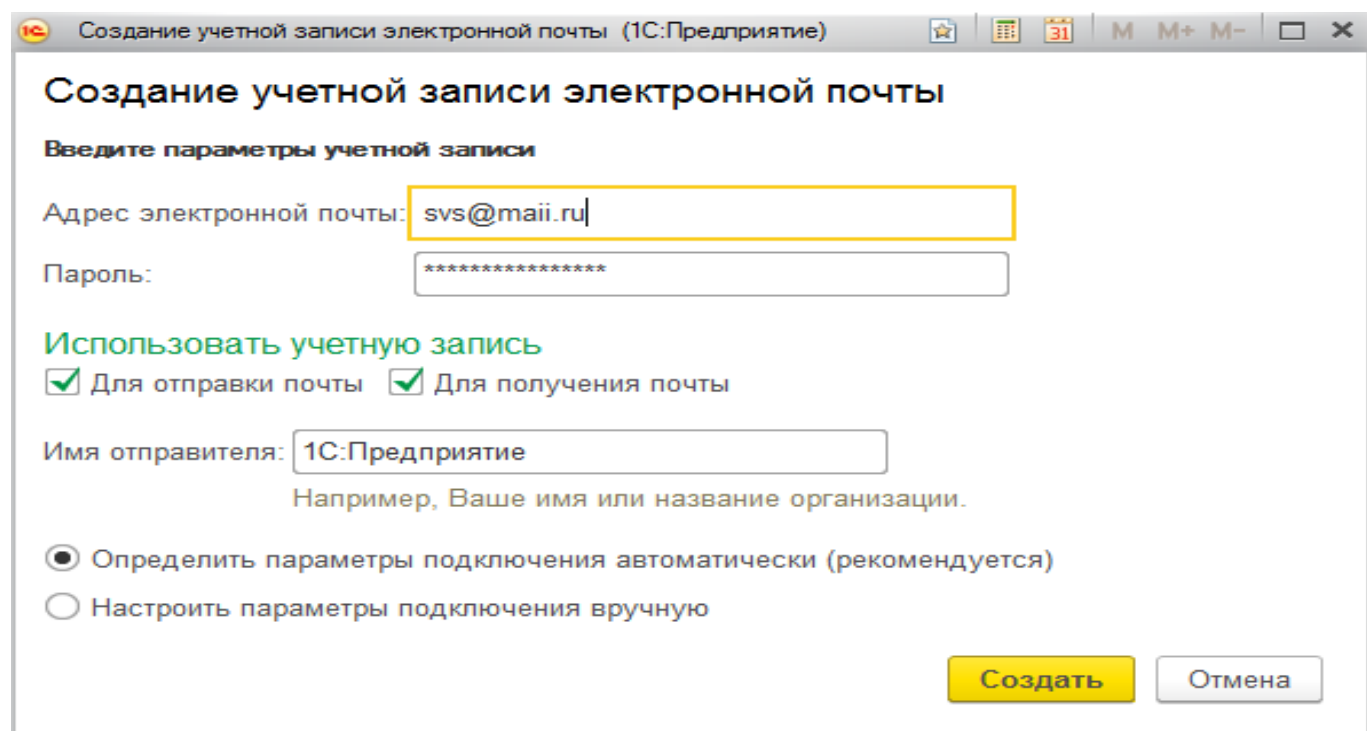 1С Создание учетной записи электронной почты (1С:Предприятие) 31 M M+ M-
Создание учетной записи электронной почты
Введите параметры учетной записи
Адрес электронной почты: svs@maii.ru
Пароль: ****************
Использовать учетную запись
Для отправки почты Для получения почты
Имя отправителя: 1С:Предприятие
Например, Ваше имя или название организации.
Определить параметры подключения автоматически (рекомендуется)
Настроить параметры подключения вручную
Создать Отмена